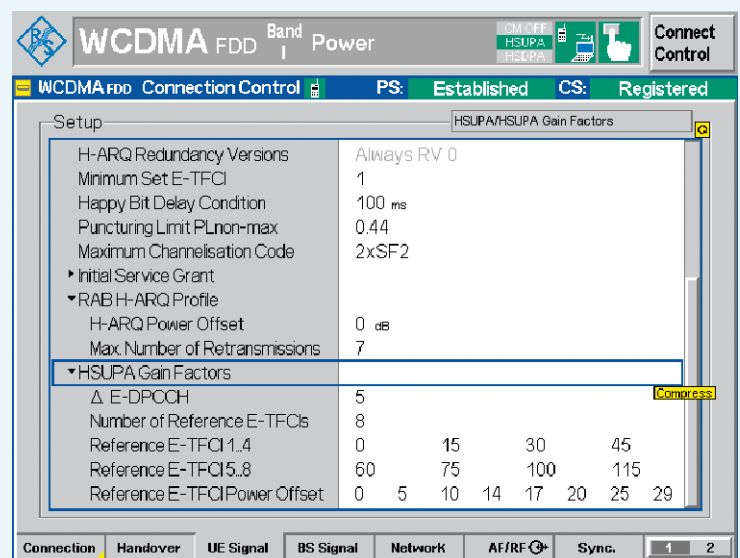 WCDMA FDD Band I Power
CM OFF
HSUPA
HSDPA
Connect Control
WCDMA FDD Connection Control PS: Established CS: Registered
Setup HSUPA/HSUPA Gain Factors
H-ARQ Redundancy Versions Always RV 0
Minimum Set E-TFCI 1
Happy Bit Delay Condition 100 ms
Puncturing Limit PLnon-max 0.44
Maximum Channelisation Code 2xSF2
Initial Service Grant
RAB H-ARQ Profile
H-ARQ Power Offset 0 dB
Max. Number of Retransmissions 7
HSUPA Gain Factors
Compress
Δ E-DPCCH 5
Number of Reference E-TFCIs 8
Reference E-TFCI 1..4 0 15 30 45
Reference E-TFCI 5..8 60 75 100 115
Reference E-TFCI Power Offset 0 5 10 14 17 20 25 29
Connection Handover UE Signal BS Signal Network AF/RF Sync. 1 2